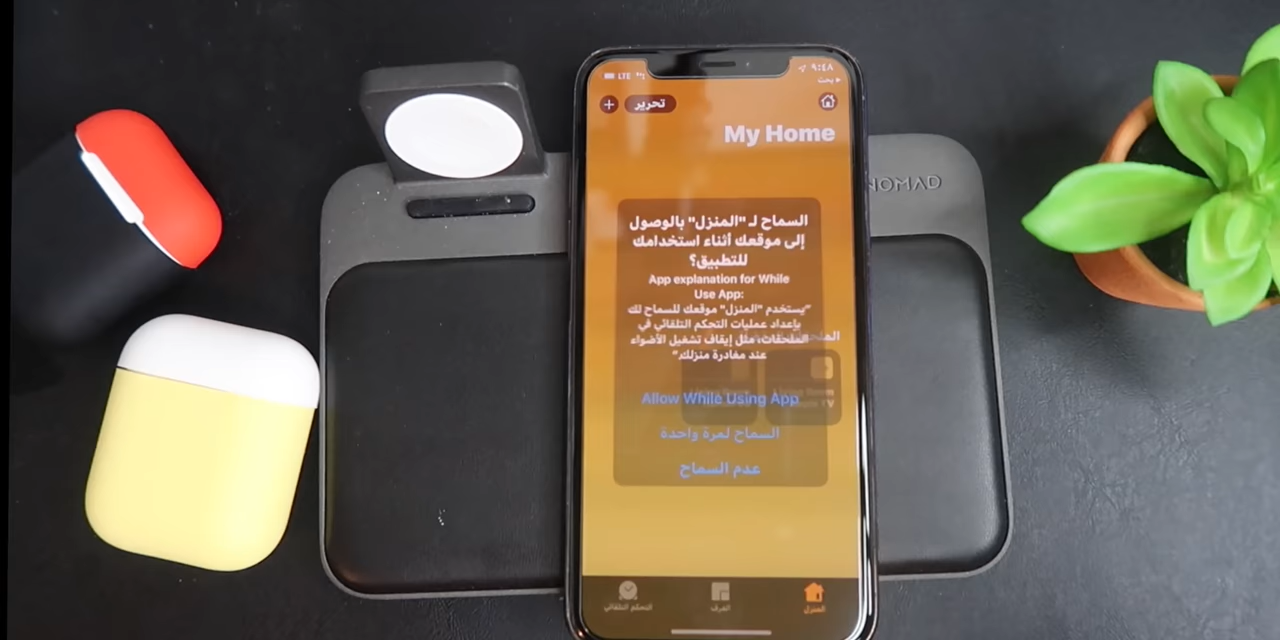 ٩:٤٨
LTE
بحث
تحرير
My Home
NOMAD
السماح لـ "المنزل" بالوصول
إلى موقعك أثناء استخدامك
للتطبيق؟
App explanation for While
Use App:
"يستخدم "المنزل" موقعك للسماح لك
بإعداد عمليات التحكم التلقائي في
الملحقات، مثل إيقاف تشغيل الأضواء
عند مغادرة منزلك."
Allow While Using App
السماح لمرة واحدة
عدم السماح
المنزل
الغرف
التحكم التلقائي